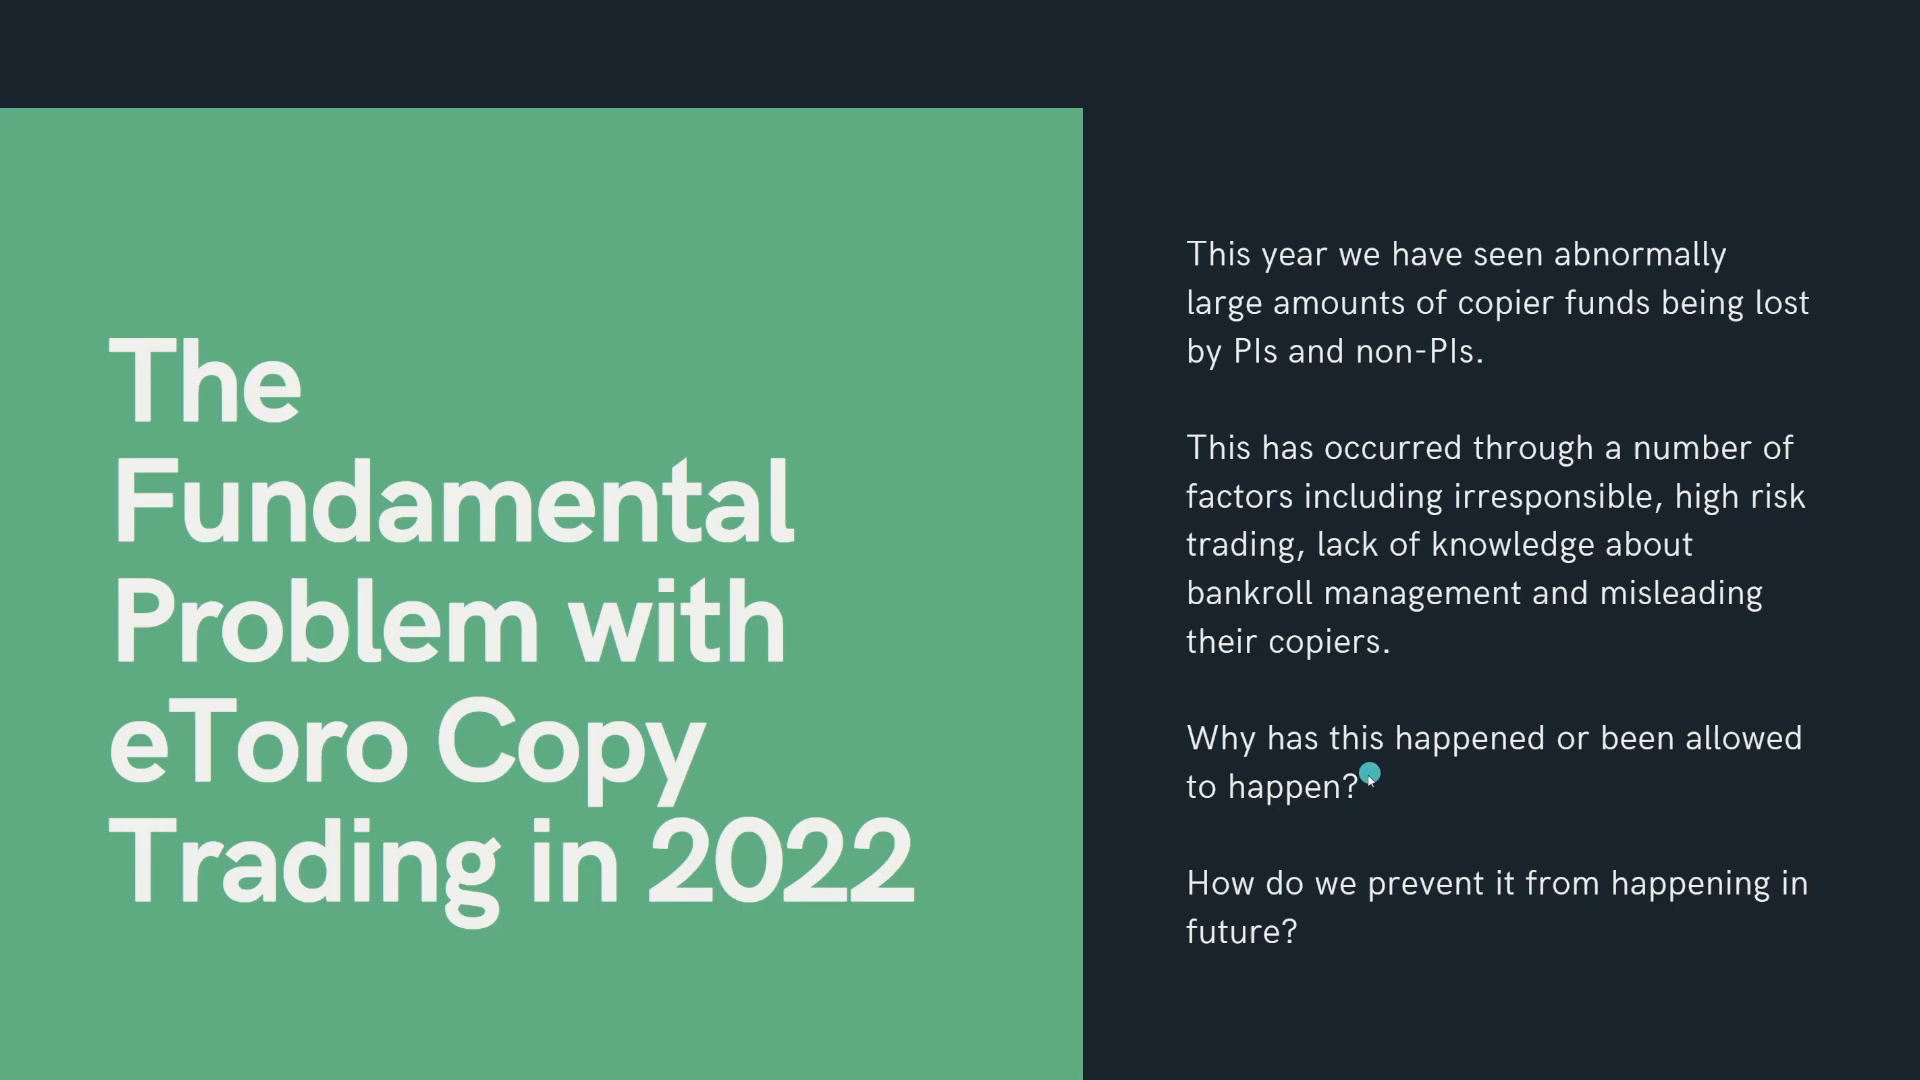 The
Fundamental
Problem with
eToro Copy
Trading in 2022
This year we have seen abnormally
large amounts of copier funds being lost
by PIs and non-PIs.
This has occurred through a number of
factors including irresponsible, high risk
trading, lack of knowledge about
bankroll management and misleading
their copiers.
Why has this happened or been allowed
to happen?
How do we prevent it from happening in
future?